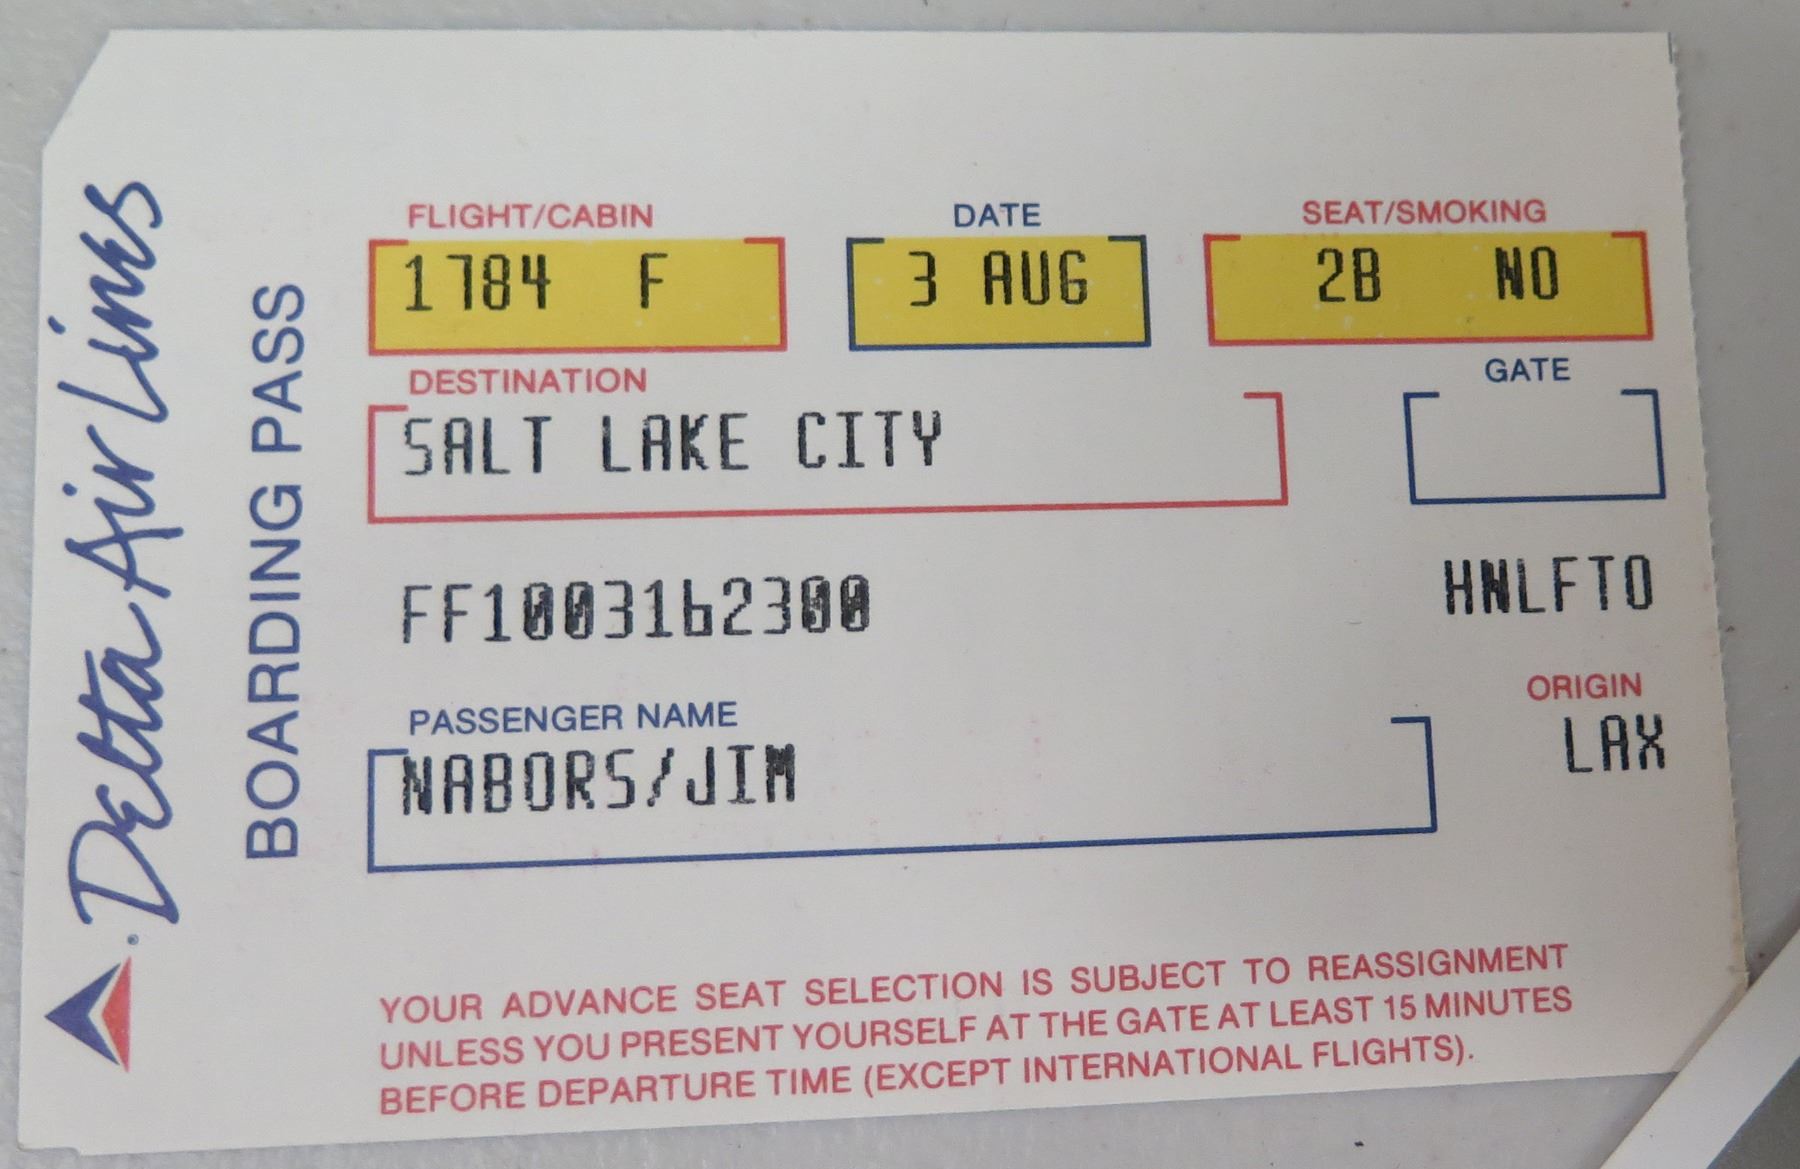 Delta Air Lines
BOARDING PASS
FLIGHT/CABIN DATE SEAT/SMOKING
1784 F 3 AUG 2B NO
DESTINATION GATE
SALT LAKE CITY
FF1003162300 HNLFTO
PASSENGER NAME ORIGIN
NABORS/JIM LAX
YOUR ADVANCE SEAT SELECTION IS SUBJECT TO REASSIGNMENT
UNLESS YOU PRESENT YOURSELF AT THE GATE AT LEAST 15 MINUTES
BEFORE DEPARTURE TIME (EXCEPT INTERNATIONAL FLIGHTS).